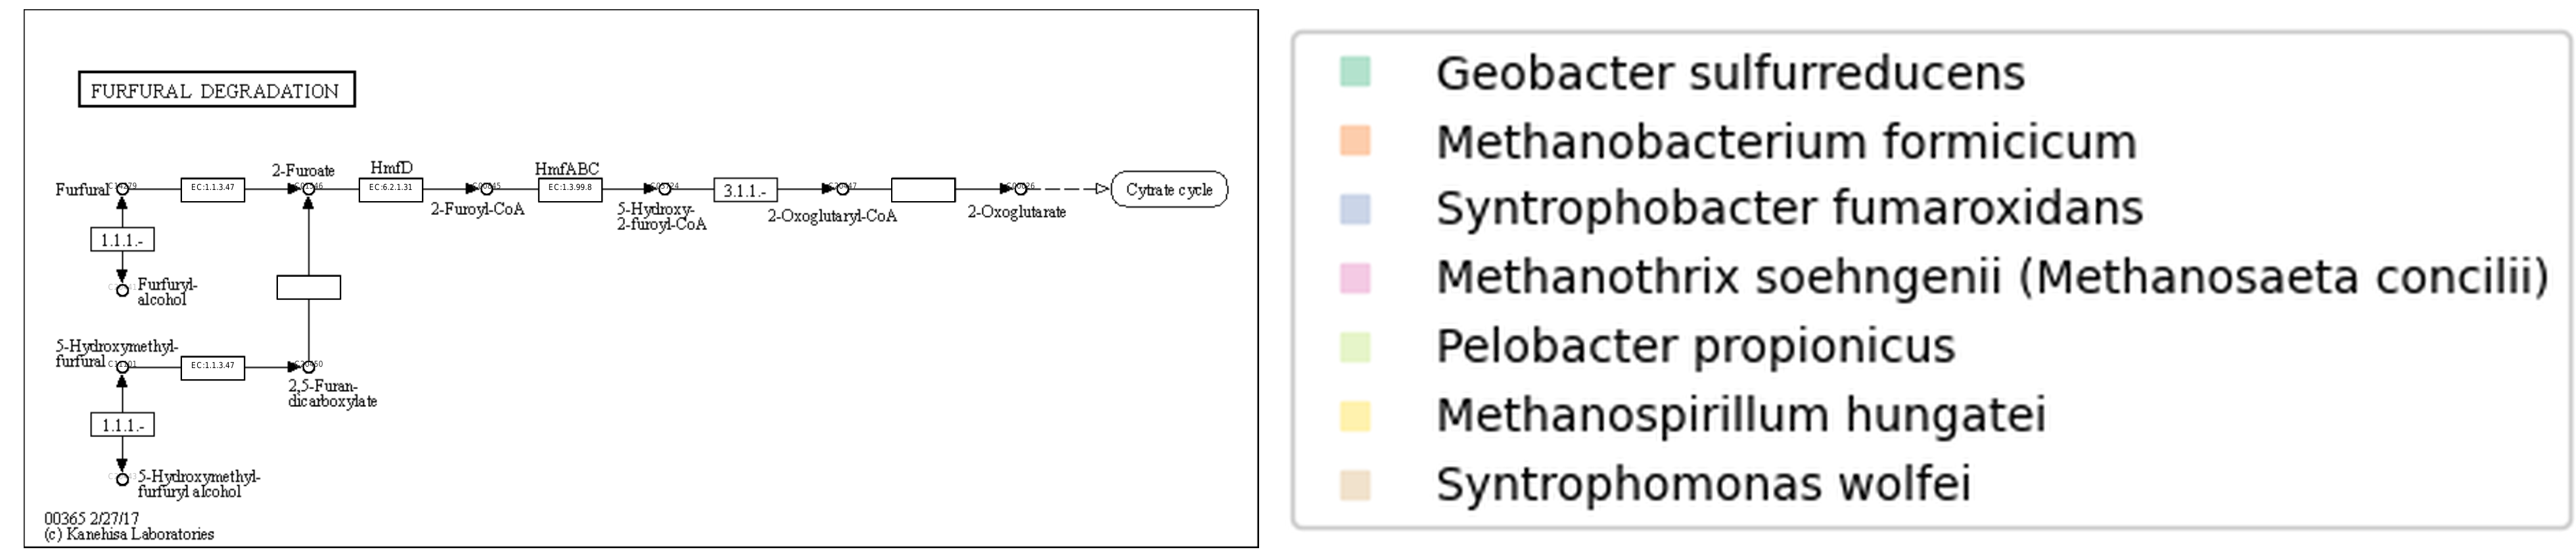 FURFURAL DEGRADATION
2-Furoate
HmfD
HmfABC
Furfural
EC:1.1.3.47
EC:6.2.1.31
EC:1.3.99.8
3.1.1.-
Cytrate cycle
2-Furoyl-CoA
5-Hydroxy-
2-furoyl-CoA
2-Oxoglutaryl-CoA
2-Oxoglutarate
1.1.1.-
Furfuryl-
alcohol
5-Hydroxymethyl-
furfural
EC:1.1.3.47
2,5-Furan-
dicarboxylate
1.1.1.-
5-Hydroxymethyl-
furfuryl alcohol
00365 2/27/17
(c) Kanehisa Laboratories
Geobacter sulfurreducens
Methanobacterium formicicum
Syntrophobacter fumaroxidans
Methanothrix soehngenii (Methanosaeta concilii)
Pelobacter propionicus
Methanospirillum hungatei
Syntrophomonas wolfei